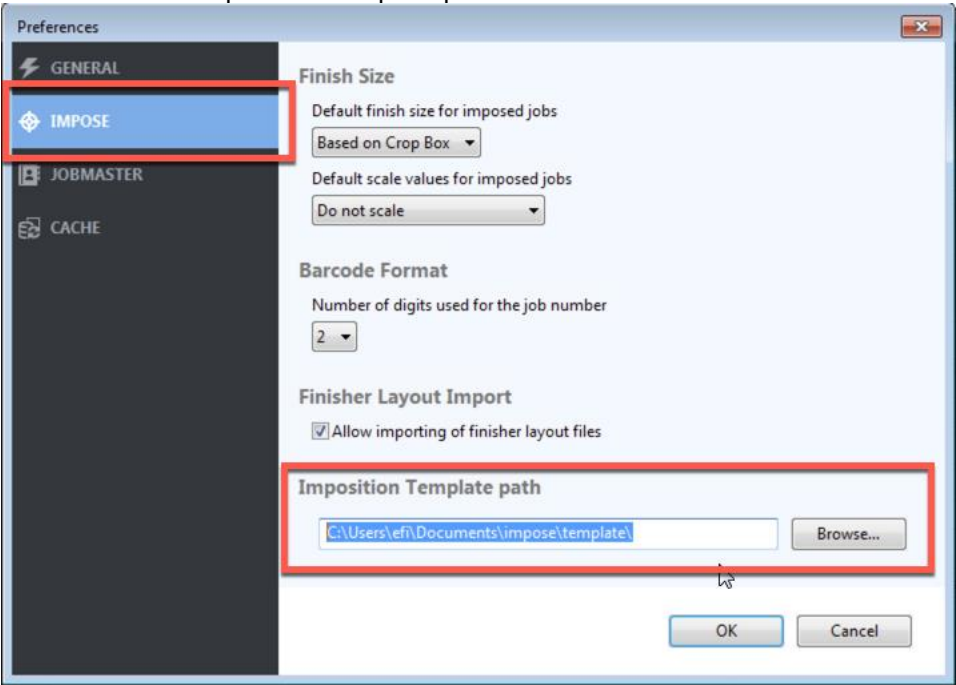 Preferences
GENERAL
IMPOSE
JOBMASTER
CACHE
Finish Size
Default finish size for imposed jobs
Based on Crop Box
Default scale values for imposed jobs
Do not scale
Barcode Format
Number of digits used for the job number
2
Finisher Layout Import
Allow importing of finisher layout files
Imposition Template path
C:\Users\efi\Documents\impose\template\
Browse...
OK
Cancel